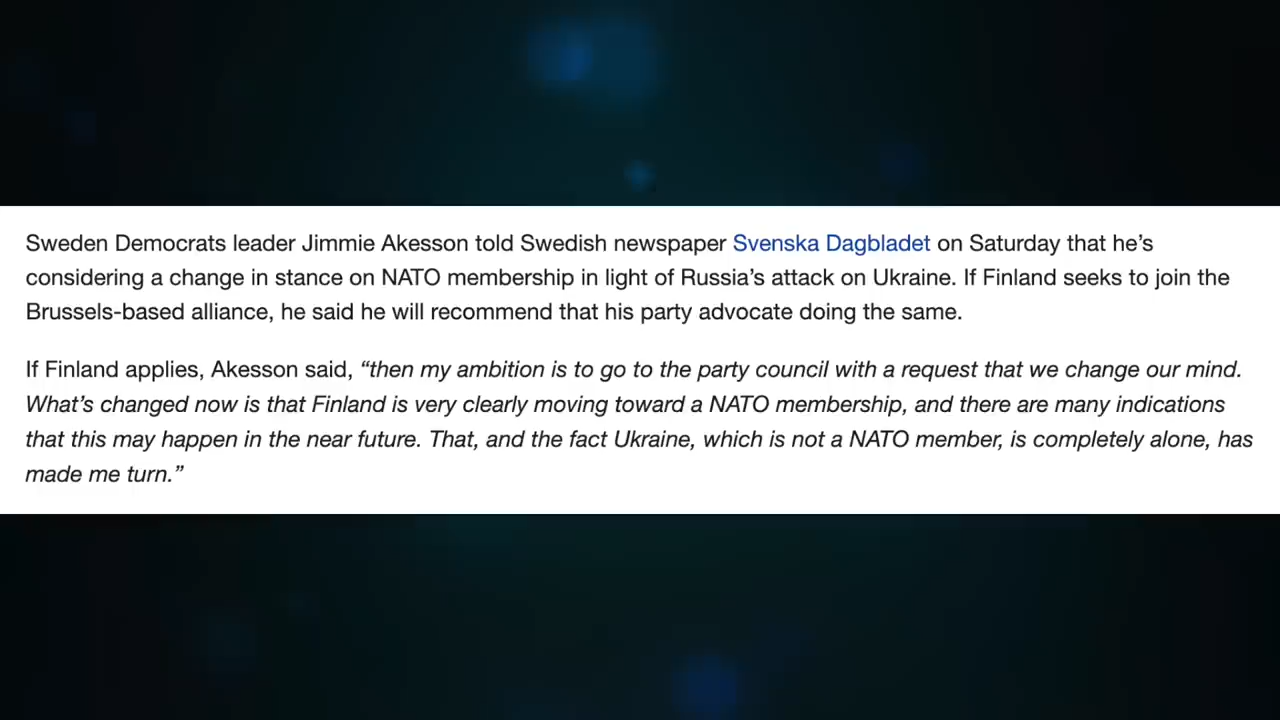 Sweden Democrats leader Jimmie Akesson told Swedish newspaper Svenska Dagbladet on Saturday that he’s
considering a change in stance on NATO membership in light of Russia’s attack on Ukraine. If Finland seeks to join the
Brussels-based alliance, he said he will recommend that his party advocate doing the same.
If Finland applies, Akesson said, “then my ambition is to go to the party council with a request that we change our mind.
What’s changed now is that Finland is very clearly moving toward a NATO membership, and there are many indications
that this may happen in the near future. That, and the fact Ukraine, which is not a NATO member, is completely alone, has
made me turn.”